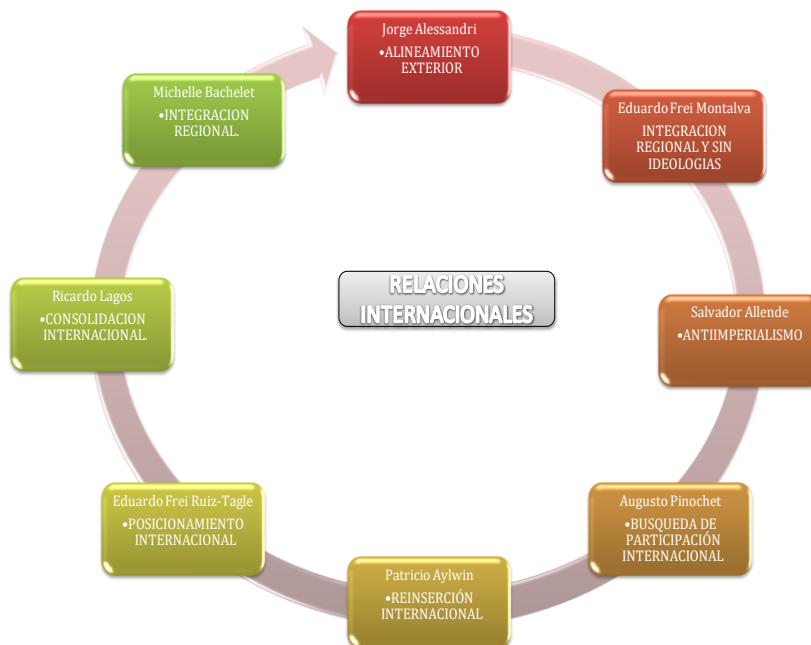 Jorge Alessandri
•ALINEAMIENTO
EXTERIOR
Eduardo Frei Montalva
INTEGRACION
REGIONAL Y SIN
IDEOLOGIAS
Salvador Allende
•ANTIIMPERIALISMO
Augusto Pinochet
•BUSQUEDA DE
PARTICIPACIÓN
INTERNACIONAL
Patricio Aylwin
•REINSERCIÓN
INTERNACIONAL
Eduardo Frei Ruiz-Tagle
•POSICIONAMIENTO
INTERNACIONAL
Ricardo Lagos
•CONSOLIDACION
INTERNACIONAL.
Michelle Bachelet
•INTEGRACION
REGIONAL.
RELACIONES
INTERNACIONALES